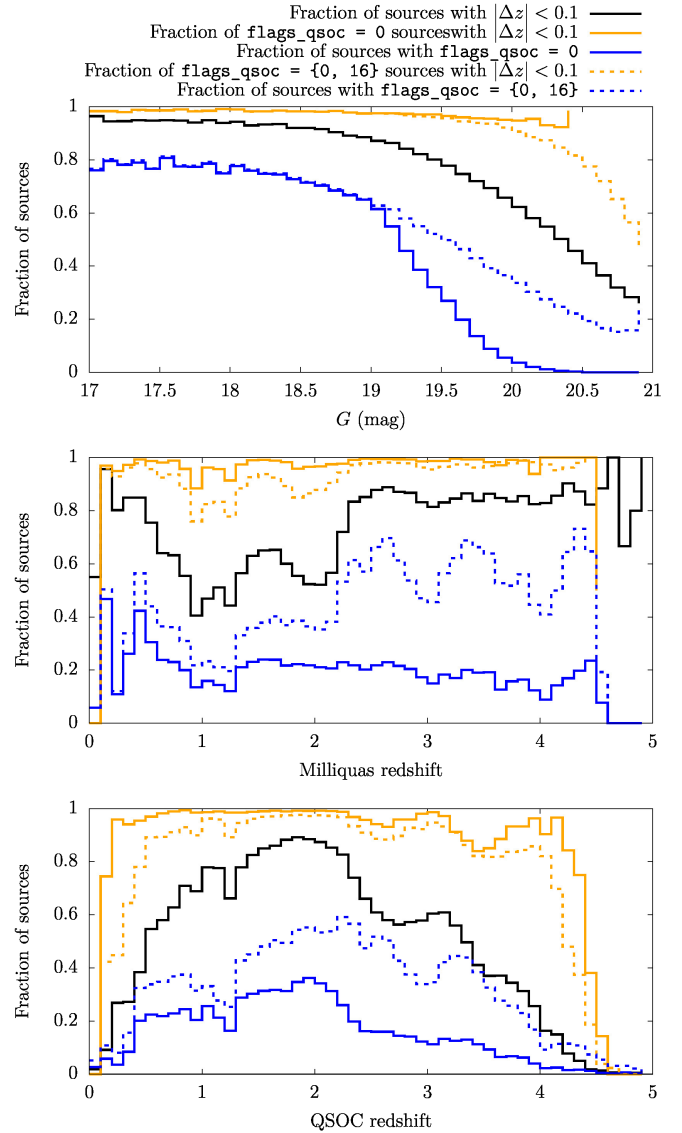 Fraction of sources with |Δz| < 0.1
Fraction of flags_qsoc = 0 sourceswith |Δz| < 0.1
Fraction of sources with flags_qsoc = 0
Fraction of flags_qsoc = {0, 16} sources with |Δz| < 0.1
Fraction of sources with flags_qsoc = {0, 16}
1
0.8
0.6
0.4
0.2
0
Fraction of sources
17 17.5 18 18.5 19 19.5 20 20.5 21
G (mag)
1
0.8
0.6
0.4
0.2
0
Fraction of sources
0 1 2 3 4 5
Milliquas redshift
1
0.8
0.6
0.4
0.2
0
Fraction of sources
0 1 2 3 4 5
QSOC redshift